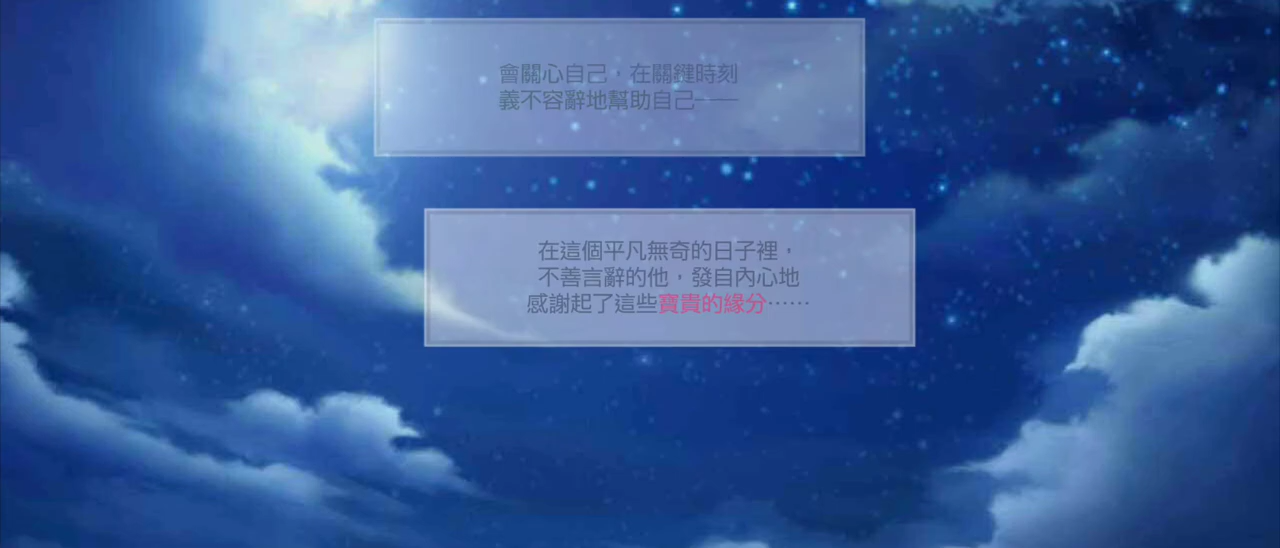 會關心自己，在關鍵時刻
義不容辭地幫助自己——
在這個平凡無奇的日子裡，
不善言辭的他，發自內心地
感謝起了這些寶貴的緣分……